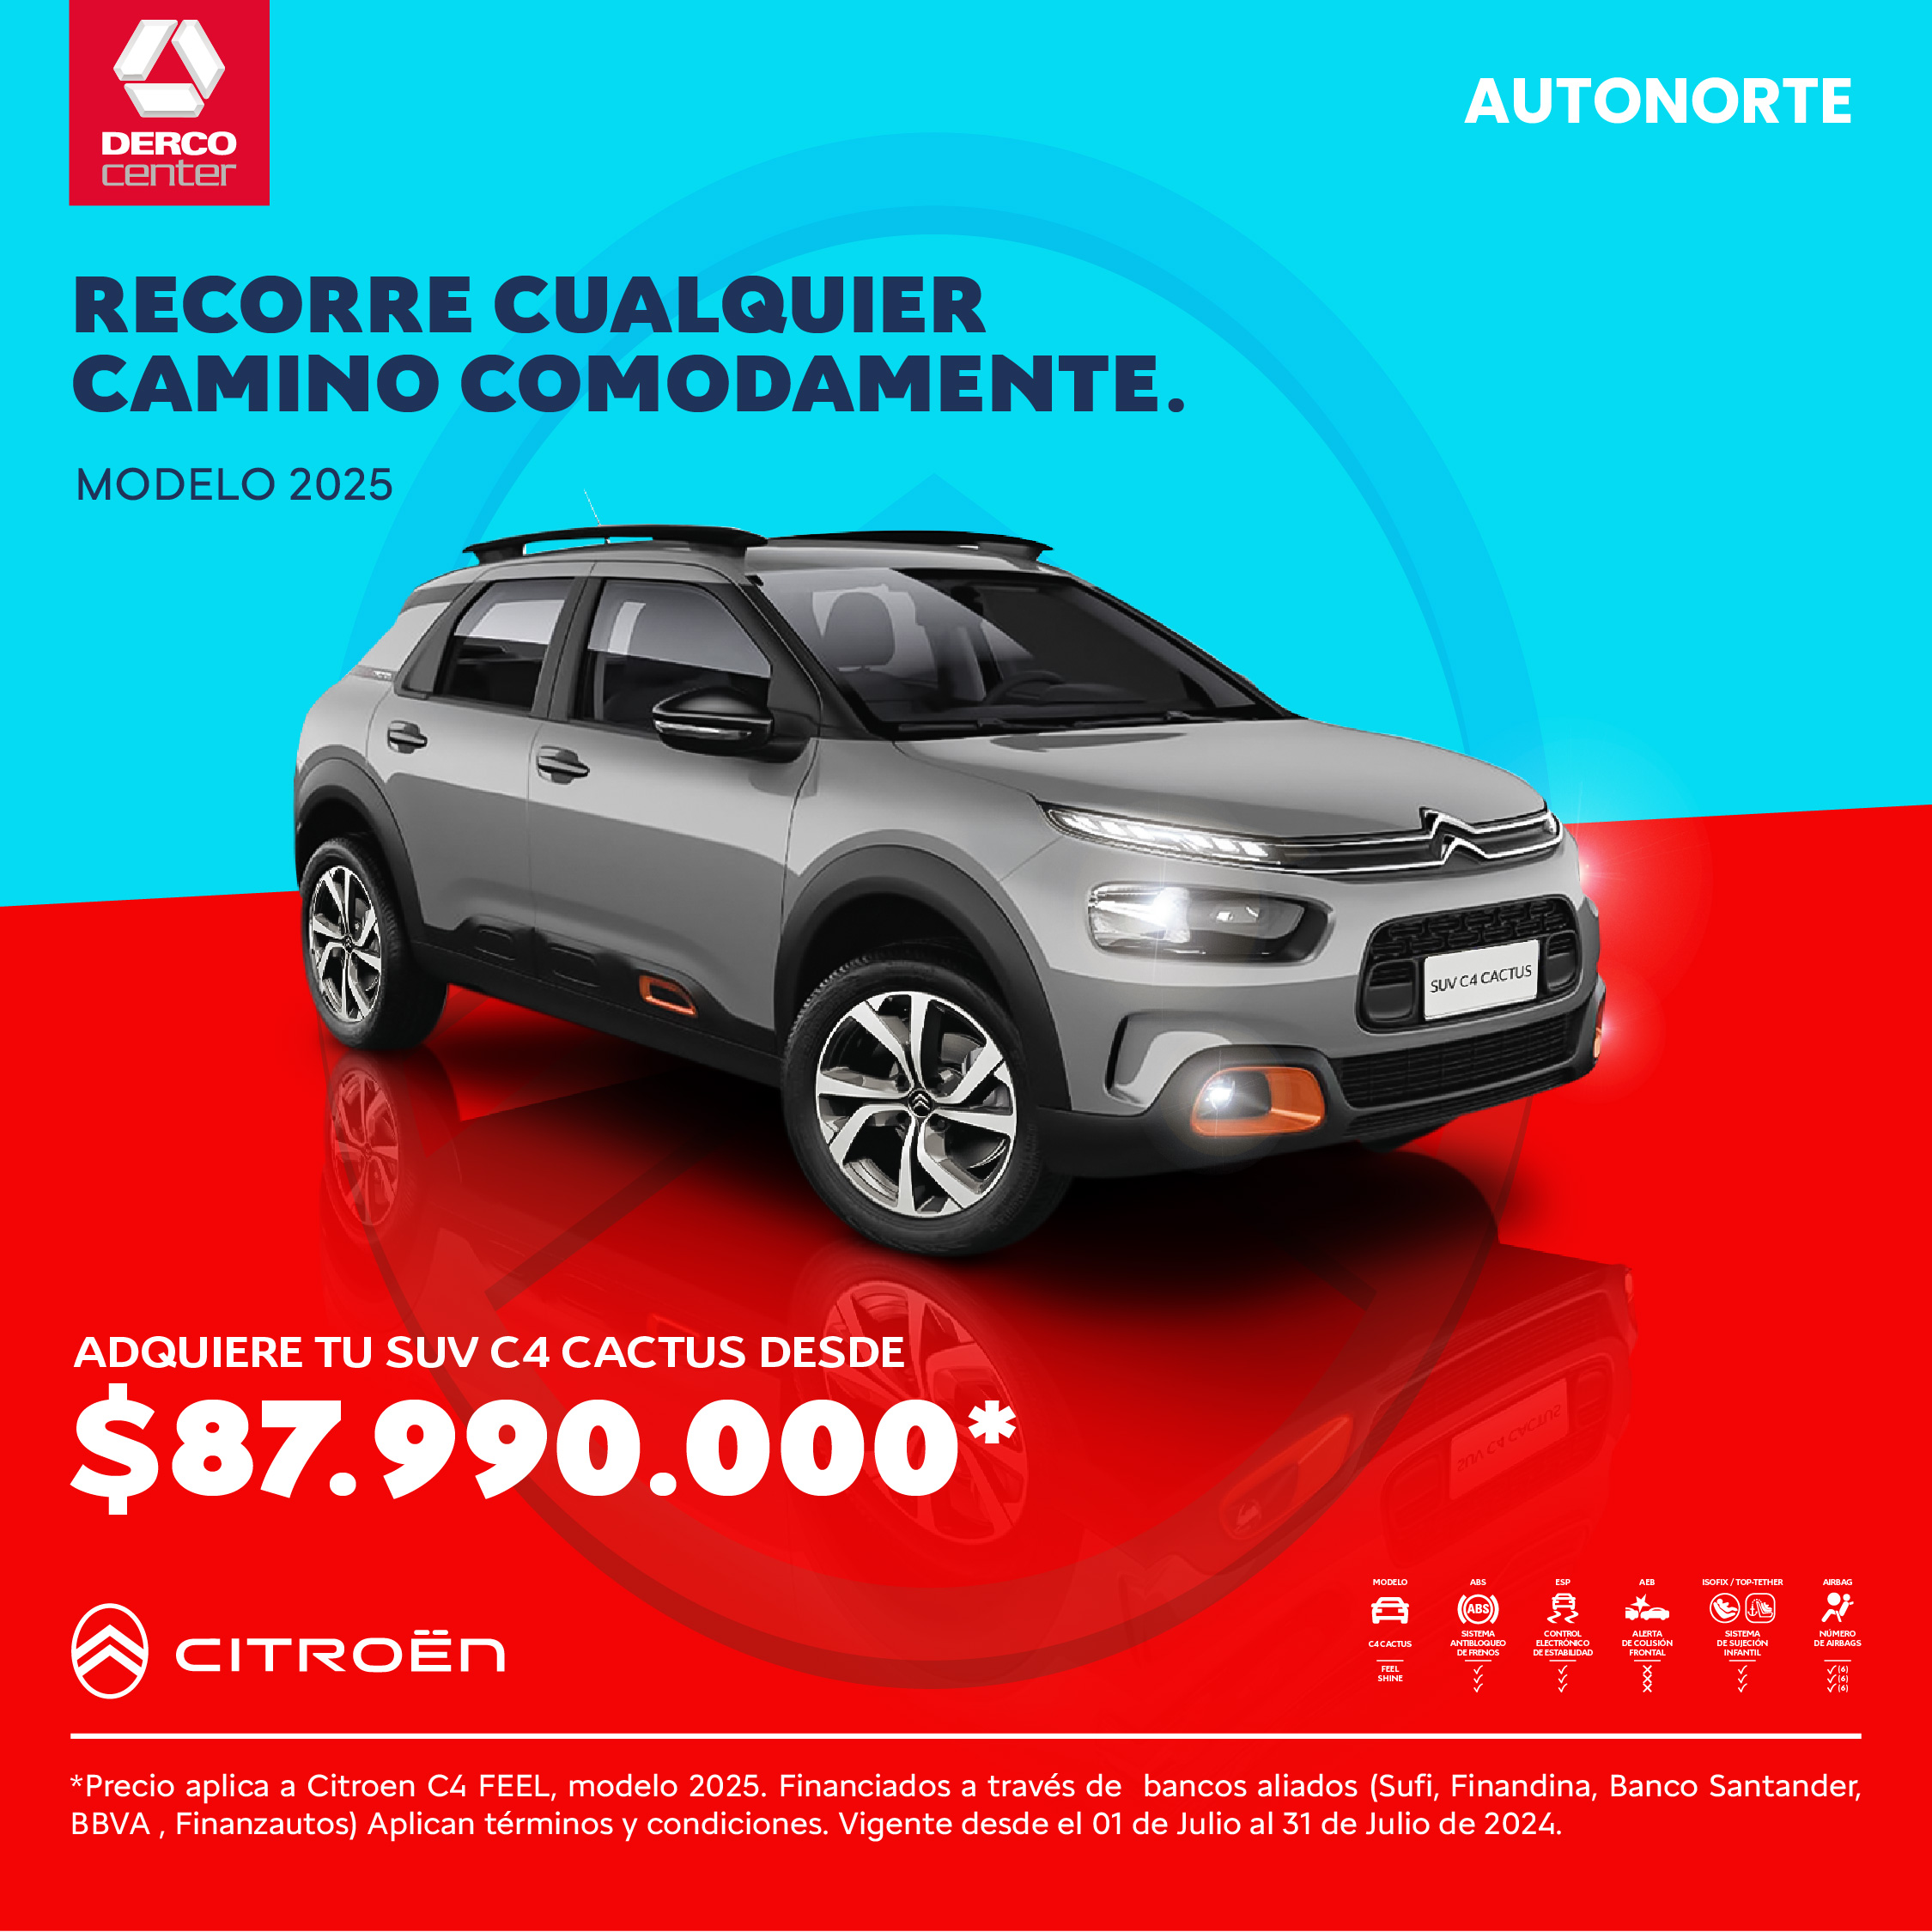 DERCO
center
AUTONORTE
RECORRE CUALQUIER
CAMINO COMODAMENTE.
MODELO 2025
SUV C4 CACTUS
ADQUIERE TU SUV C4 CACTUS DESDE
$87.990.000*
CITROËN
MODELO
C4 CACTUS
FEEL
SHINE
ABS
ABS
SISTEMA
ANTIBLOQUEO
DE FRENOS
ESP
CONTROL
ELECTRÓNICO
DE ESTABILIDAD
AEB
ALERTA
DE COLISIÓN
FRONTAL
ISOFIX / TOP-TETHER
SISTEMA
DE SUJECIÓN
INFANTIL
AIRBAG
NÚMERO
DE AIRBAGS
(6)
(6)
(6)
*Precio aplica a Citroen C4 FEEL, modelo 2025. Financiados a través de bancos aliados (Sufi, Finandina, Banco Santander,
BBVA , Finanzautos) Aplican términos y condiciones. Vigente desde el 01 de Julio al 31 de Julio de 2024.